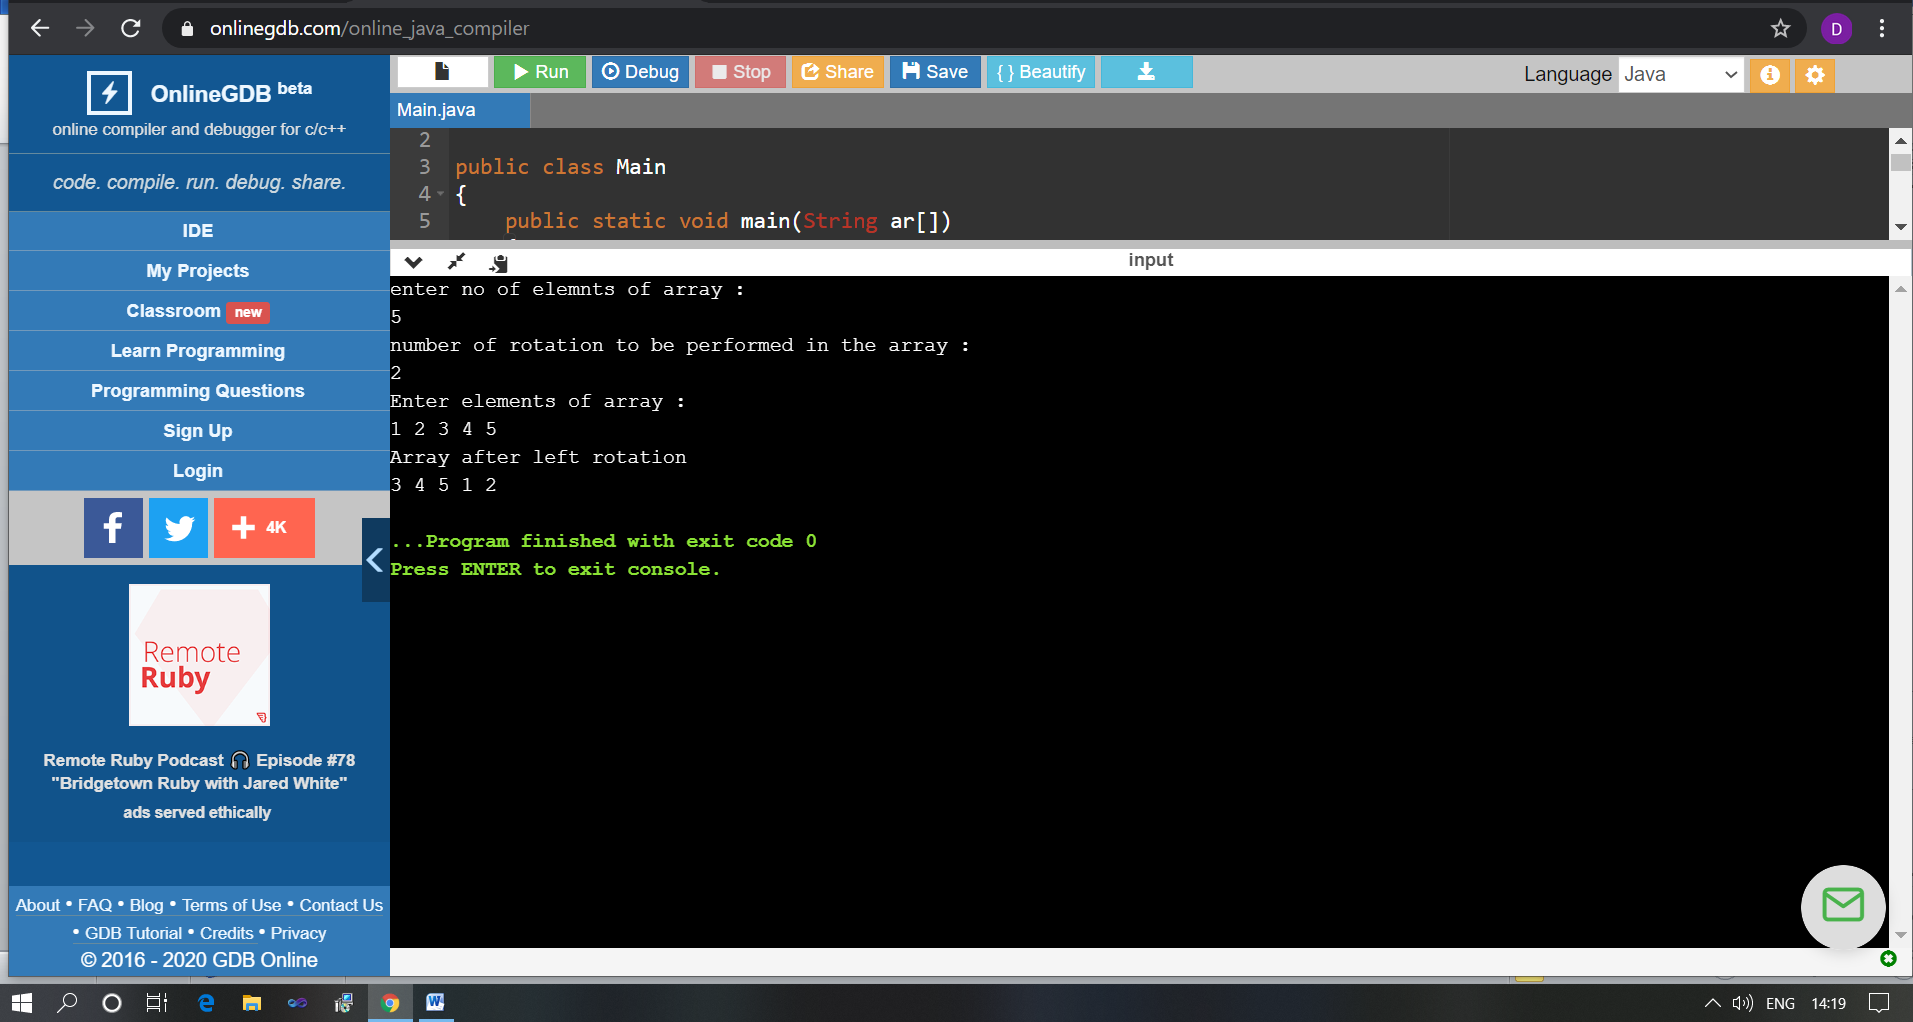 onlinegdb.com/online_java_compiler
D
OnlineGDB beta
online compiler and debugger for c/c++
code. compile. run. debug. share.
IDE
My Projects
Classroom new
Learn Programming
Programming Questions
Sign Up
Login
f
4K
Remote
Ruby
Remote Ruby Podcast 🎧 Episode #78
"Bridgetown Ruby with Jared White"
ads served ethically
About • FAQ • Blog • Terms of Use • Contact Us
• GDB Tutorial • Credits • Privacy
© 2016 - 2020 GDB Online
Run Debug Stop Share Save { } Beautify
Language Java
Main.java
2
3 public class Main
4 {
5 public static void main(String ar[])
input
enter no of elemnts of array :
5
number of rotation to be performed in the array :
2
Enter elements of array :
1 2 3 4 5
Array after left rotation
3 4 5 1 2
...Program finished with exit code 0
Press ENTER to exit console.
ENG 14:19